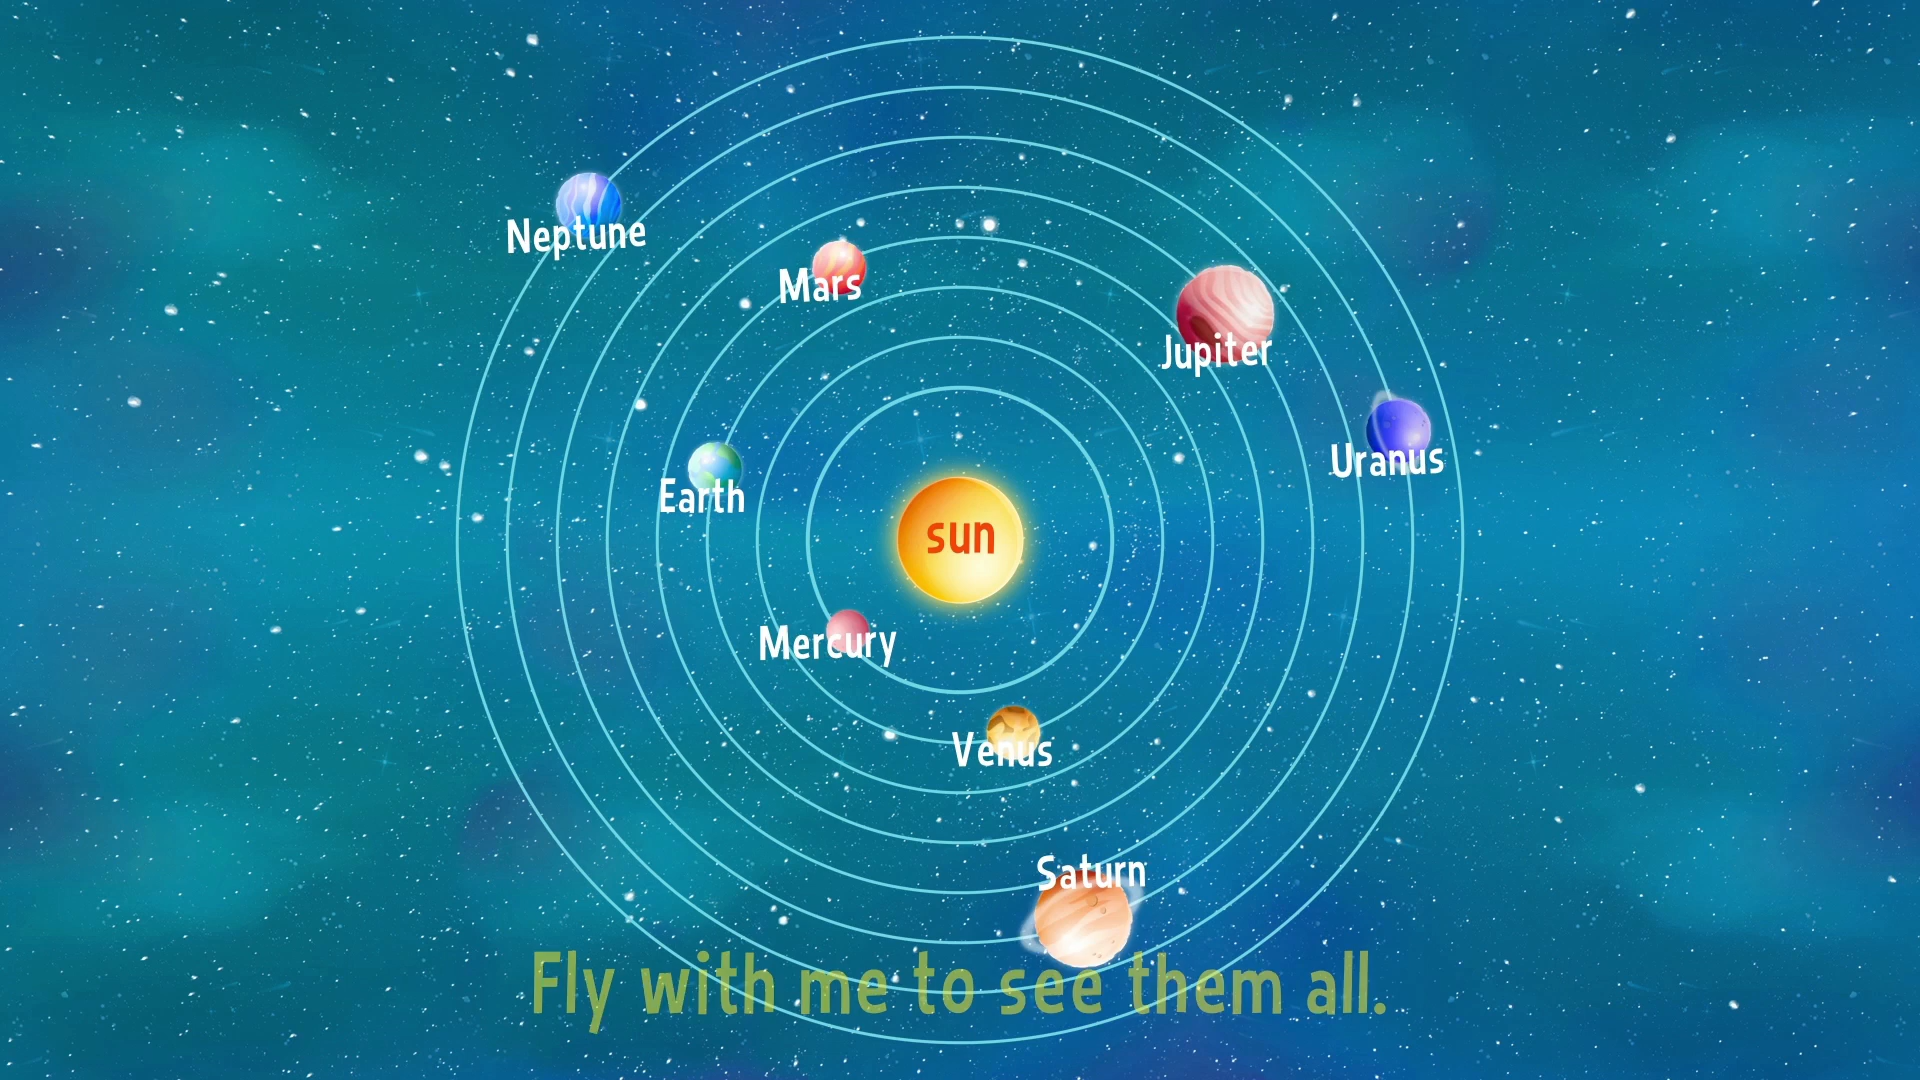 Neptune
Mars
Jupiter
Uranus
Earth
sun
Mercury
Venus
Saturn
Fly with me to see them all.